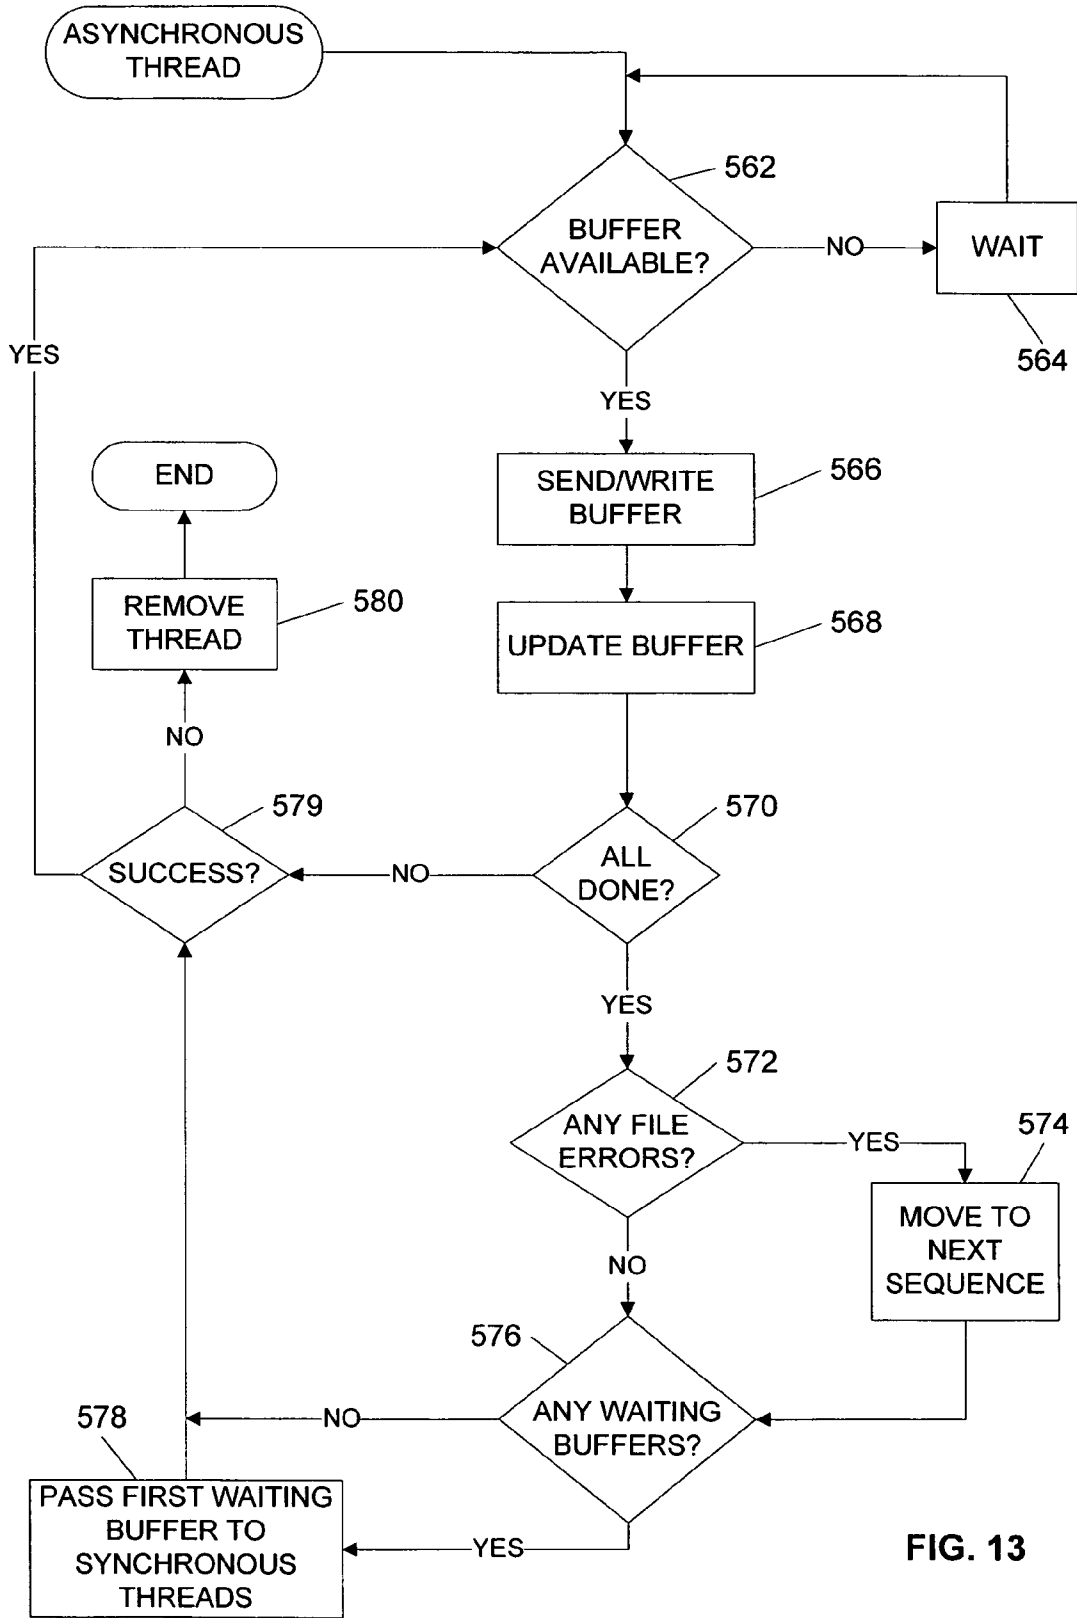 ASYNCHRONOUS
THREAD
562
BUFFER
AVAILABLE?
NO
WAIT
564
YES
YES
END
SEND/WRITE
BUFFER
566
REMOVE
THREAD
580
UPDATE BUFFER
568
NO
579
570
SUCCESS?
NO
ALL
DONE?
YES
572
ANY FILE
ERRORS?
YES
574
MOVE TO
NEXT
SEQUENCE
NO
576
ANY WAITING
BUFFERS?
NO
578
PASS FIRST WAITING
BUFFER TO
SYNCHRONOUS
THREADS
YES
FIG. 13